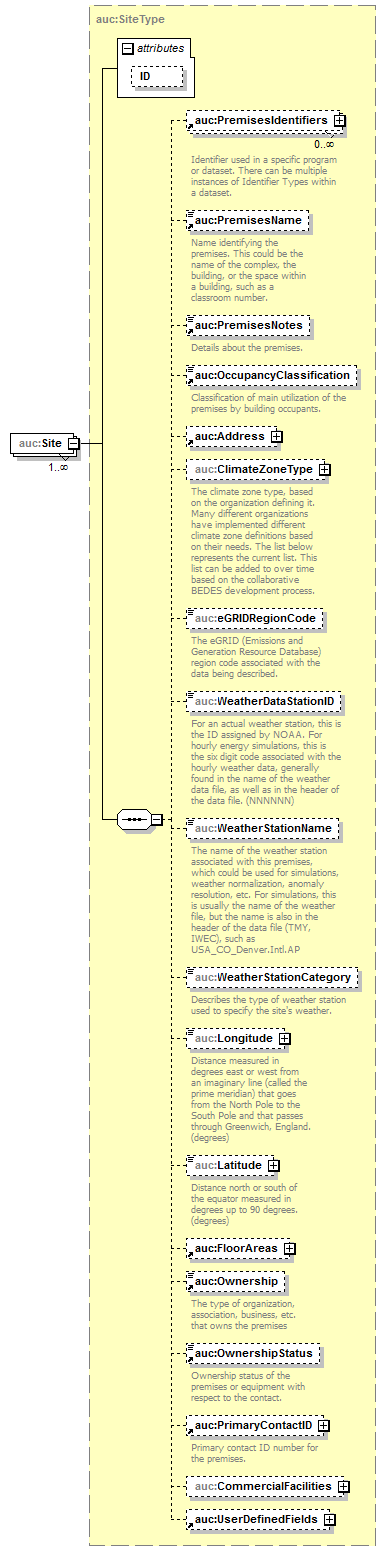 auc:SiteType
attributes
ID
auc:PremisesIdentifiers
0..∞
Identifier used in a specific program
or dataset. There can be multiple
instances of Identifier Types within
a dataset.
auc:PremisesName
Name identifying the
premises. This could be the
name of the complex, the
building, or the space within
a building, such as a
classroom number.
auc:PremisesNotes
Details about the premises.
auc:OccupancyClassification
Classification of main utilization of the
premises by building occupants.
auc:Address
auc:Site
1..∞
auc:ClimateZoneType
The climate zone type, based
on the organization defining it.
Many different organizations
have implemented different
climate zone definitions based
on their needs. The list below
represents the current list. This
list can be added to over time
based on the collaborative
BEDES development process.
auc:eGRIDRegionCode
The eGRID (Emissions and
Generation Resource Database)
region code associated with the
data being described.
auc:WeatherDataStationID
For an actual weather station, this is
the ID assigned by NOAA. For
hourly energy simulations, this is
the six digit code associated with the
hourly weather data, generally
found in the name of the weather
data file, as well as in the header of
the data file. (NNNNNN)
auc:WeatherStationName
The name of the weather station
associated with this premises,
which could be used for simulations,
weather normalization, anomaly
resolution, etc. For simulations, this
is usually the name of the weather
file, but the name is also in the
header of the data file (TMY,
IWEC), such as
USA_CO_Denver.Intl.AP
auc:WeatherStationCategory
Describes the type of weather station
used to specify the site's weather.
auc:Longitude
Distance measured in
degrees east or west from
an imaginary line (called the
prime meridian) that goes
from the North Pole to the
South Pole and that passes
through Greenwich, England.
(degrees)
auc:Latitude
Distance north or south of
the equator measured in
degrees up to 90 degrees.
(degrees)
auc:FloorAreas
auc:Ownership
The type of organization,
association, business, etc.
that owns the premises
auc:OwnershipStatus
Ownership status of the
premises or equipment with
respect to the contact.
auc:PrimaryContactID
Primary contact ID number for
the premises.
auc:CommercialFacilities
auc:UserDefinedFields